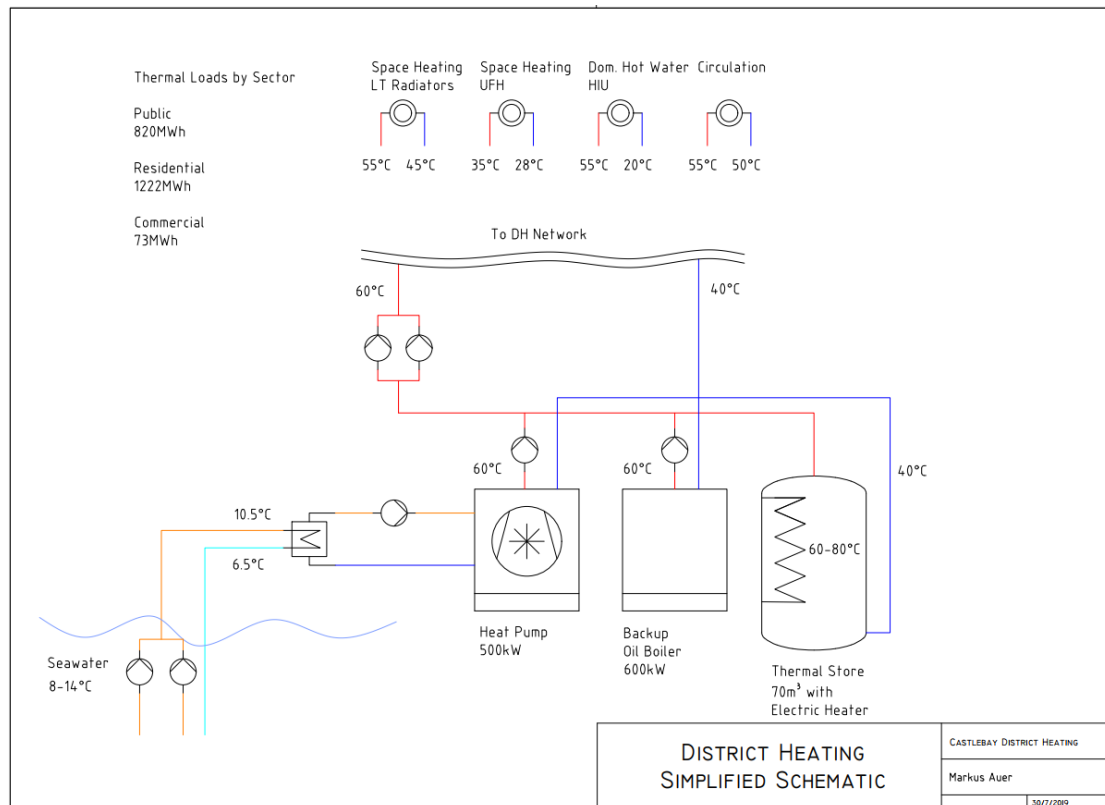 Thermal Loads by Sector
Public
820MWh
Residential
1222MWh
Commercial
73MWh
Space Heating
LT Radiators
55°C 45°C
Space Heating
UFH
35°C 28°C
Dom. Hot Water
HIU
55°C 20°C
Circulation
55°C 50°C
To DH Network
60°C
40°C
60°C
60°C
40°C
10.5°C
6.5°C
60-80°C
Seawater
8-14°C
Heat Pump
500kW
Backup
Oil Boiler
600kW
Thermal Store
70m³ with
Electric Heater
DISTRICT HEATING
SIMPLIFIED SCHEMATIC
CASTLEBAY DISTRICT HEATING
Markus Auer
30/7/2019